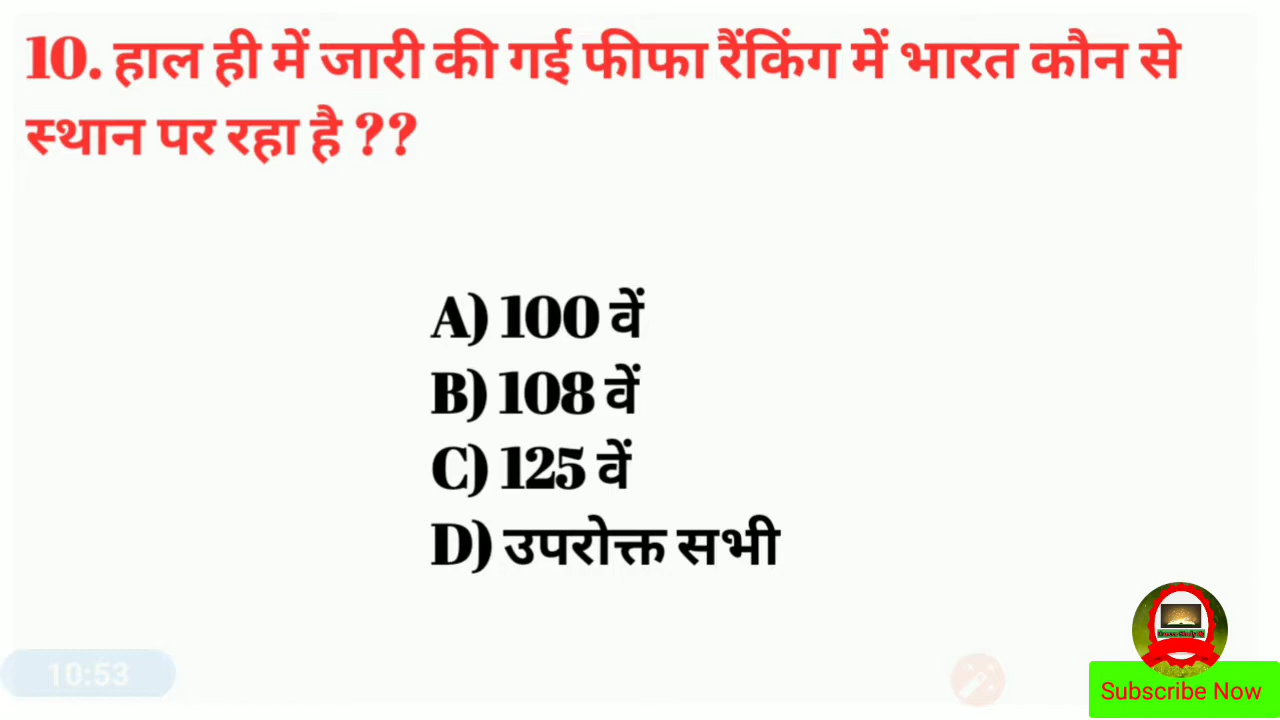 10. हाल ही में जारी की गई फीफा रैंकिंग में भारत कौन से
स्थान पर रहा है ??
A) 100 वें
B) 108 वें
C) 125 वें
D) उपरोक्त सभी
10:53
Subscribe Now